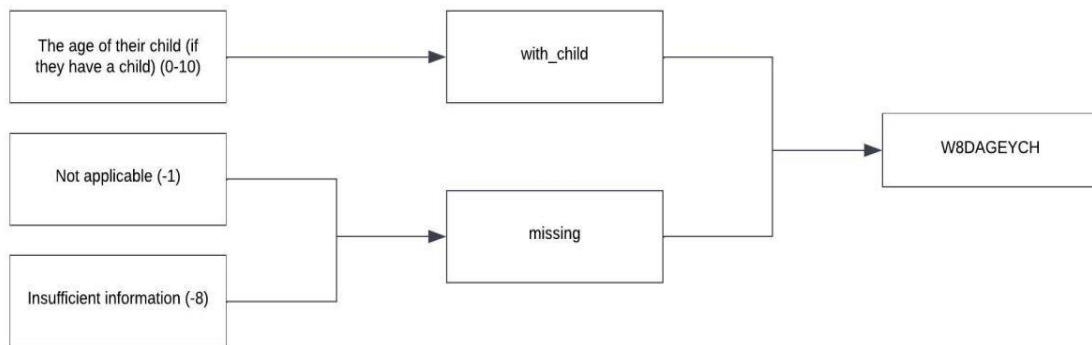 The age of their child (if
they have a child) (0-10)
with_child
W8DAGEYCH
Not applicable (-1)
missing
Insufficient information (-8)